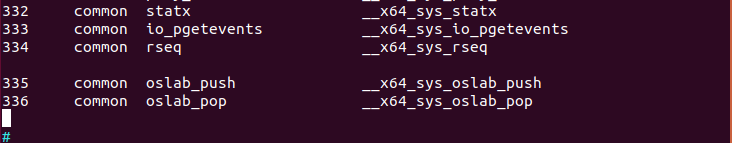 332 common statx __x64_sys_statx
333 common io_pgetevents __x64_sys_io_pgetevents
334 common rseq __x64_sys_rseq
335 common oslab_push __x64_sys_oslab_push
336 common oslab_pop __x64_sys_oslab_pop
#